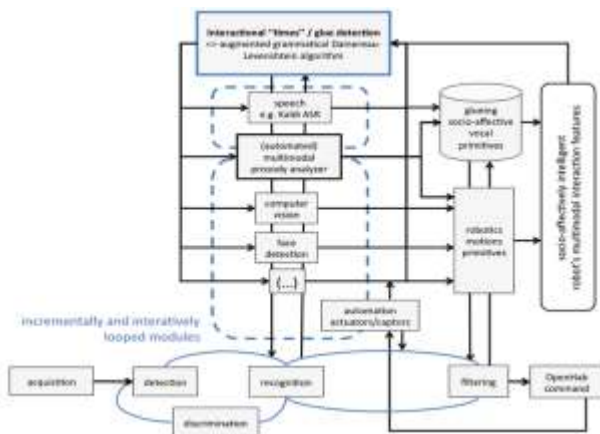 Interactional "times" / glue detection
=> augmented grammatical Damerau-
Levenshtein algorithm
speech
e.g. Kaldi ASR
(automated)
multimodal
prosody analyzer
computer
vision
face
detection
(...)
gluing
socio-affective
vocal
primitives
robotics
motions
primitives
socio-affectively intelligent
robot's multimodal interaction features
automation
actuators/captors
incrementally and interatively
looped modules
acquisition
detection
recognition
filtering
OpenHab
command
discrimination